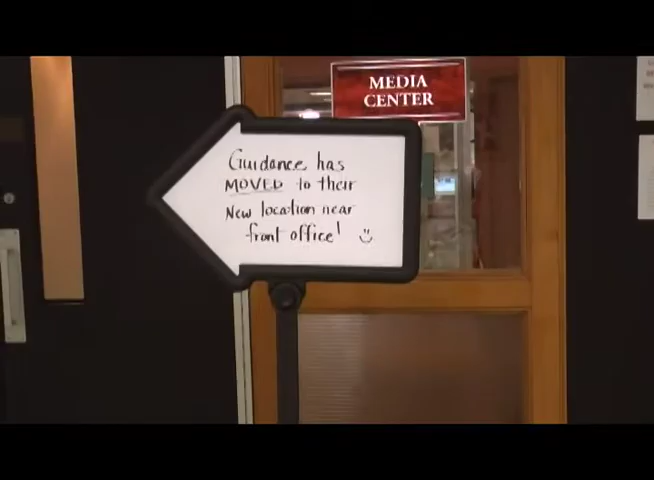 MEDIA
CENTER
Guidance has
MOVED to their
New location near
front office!